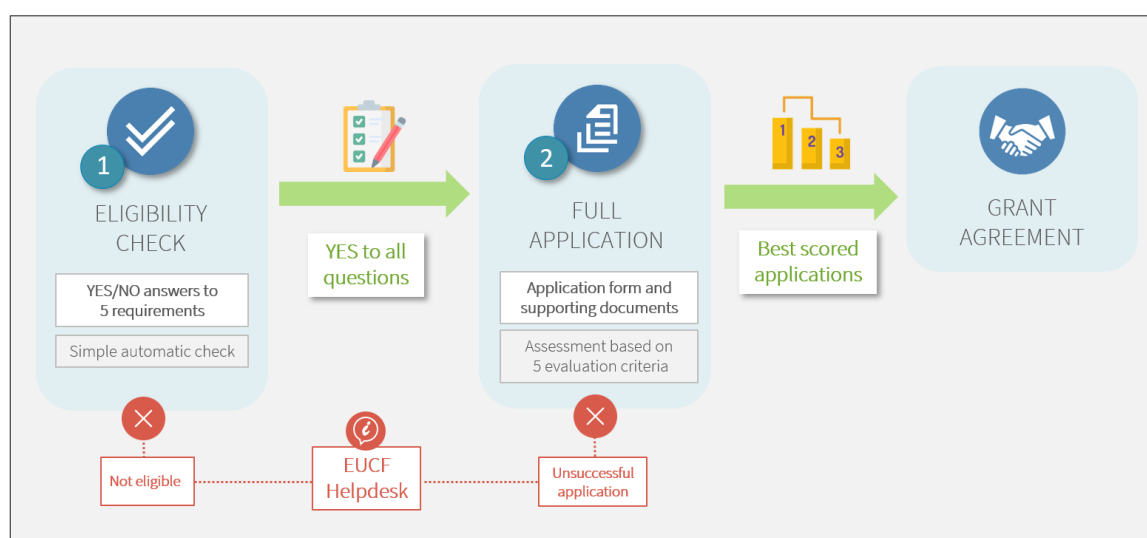 1
ELIGIBILITY
CHECK
YES/NO answers to
5 requirements
Simple automatic check
YES to all
questions
2
FULL
APPLICATION
Application form and
supporting documents
Assessment based on
5 evaluation criteria
1
2
3
Best scored
applications
GRANT
AGREEMENT
Not eligible
i
EUCF
Helpdesk
Unsuccessful
application